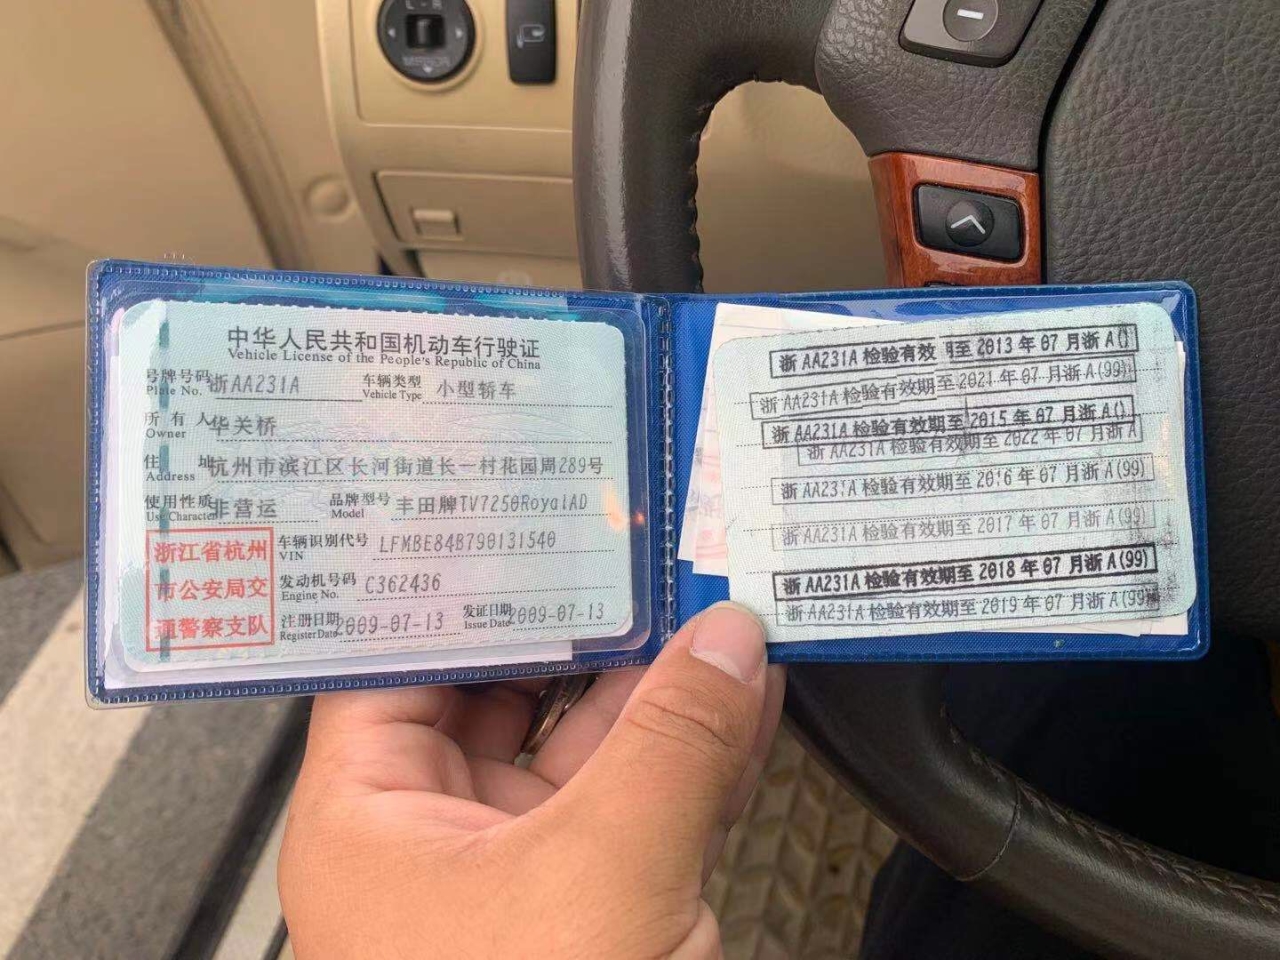 MIRROR
中华人民共和国机动车行驶证
Vehicle License of the People's Republic of China
号牌号码 浙AA231A 车辆类型 小型轿车
Plate No. Vehicle Type
所有人 华关桥
Owner
住址 杭州市滨江区长河街道长一村花园周289号
Address
使用性质 非营运 品牌型号 丰田牌TV7250RoyalAD
Use Character Model
浙江省杭州
市公安局交
通警察支队
车辆识别代号 LFMBE84B790131540
VIN
发动机号码 C362436
Engine No.
注册日期 2009-07-13 发证日期 2009-07-13
Register Date Issue Date
浙AA231A 检验有效期至 2013年07月浙A()
浙AA231A 检验有效期至 2021年07月浙A(99)
浙AA231A 检验有效期至 2015年07月浙A()
浙AA231A 检验有效期至 2022年07月浙A
浙AA231A 检验有效期至 2016年07月浙A(99)
浙AA231A 检验有效期至 2017年07月浙A(99)
浙AA231A 检验有效期至 2018年07月浙A(99)
浙AA231A 检验有效期至 2019年07月浙A(99)